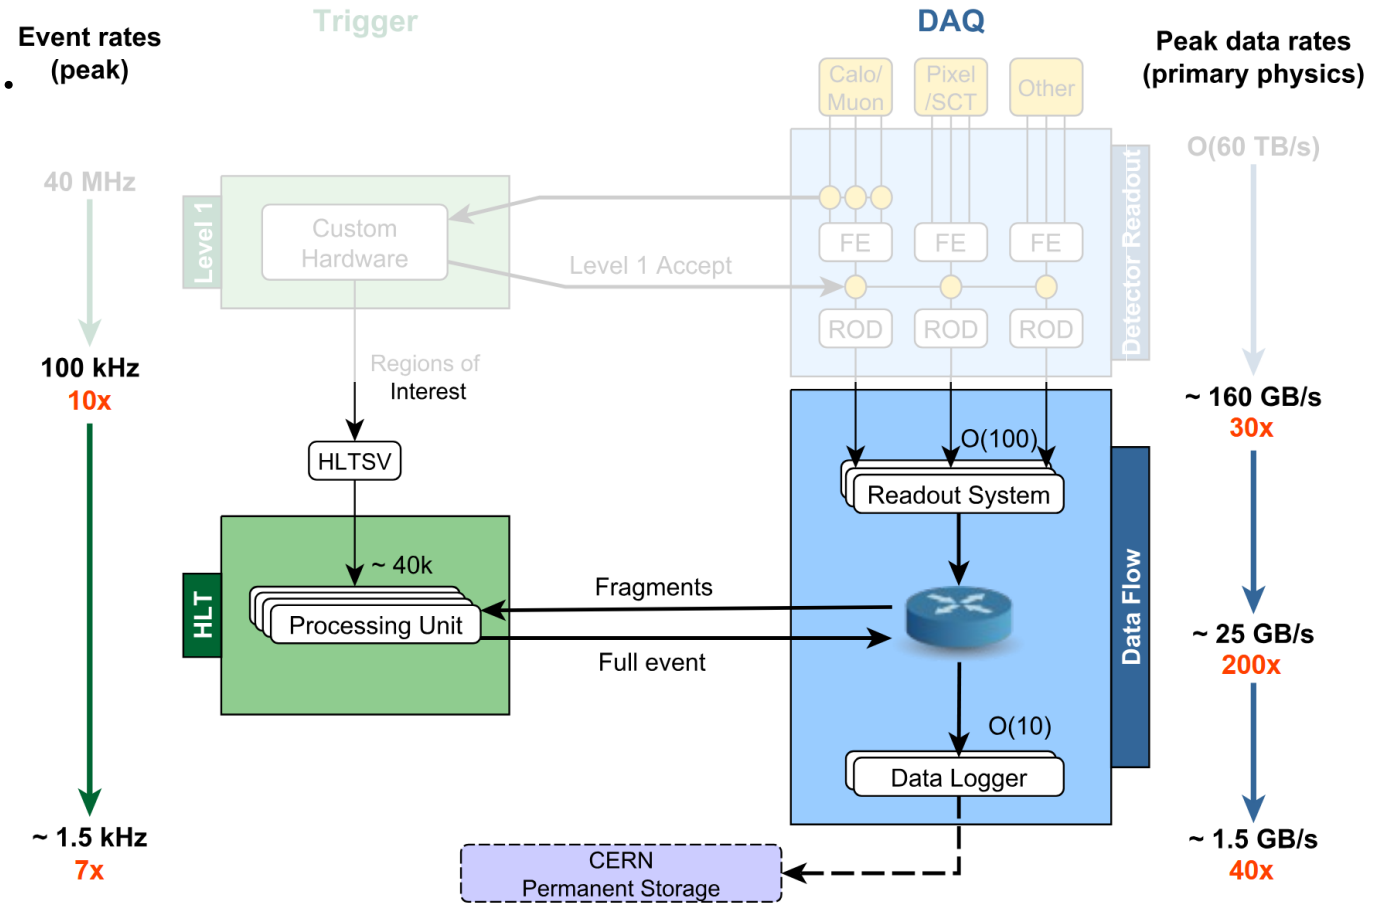 Trigger
DAQ
Event rates
(peak)
Peak data rates
(primary physics)
Calo/
Muon
Pixel
/SCT
Other
40 MHz
O(60 TB/s)
Level 1
Custom
Hardware
FE
FE
FE
Level 1 Accept
ROD
ROD
ROD
Detector Readout
100 kHz
10x
Regions of
Interest
~ 160 GB/s
30x
HLTSV
O(100)
Readout System
HLT
~ 40k
Processing Unit
Fragments
Full event
Data Flow
~ 25 GB/s
200x
O(10)
Data Logger
~ 1.5 kHz
7x
~ 1.5 GB/s
40x
CERN
Permanent Storage